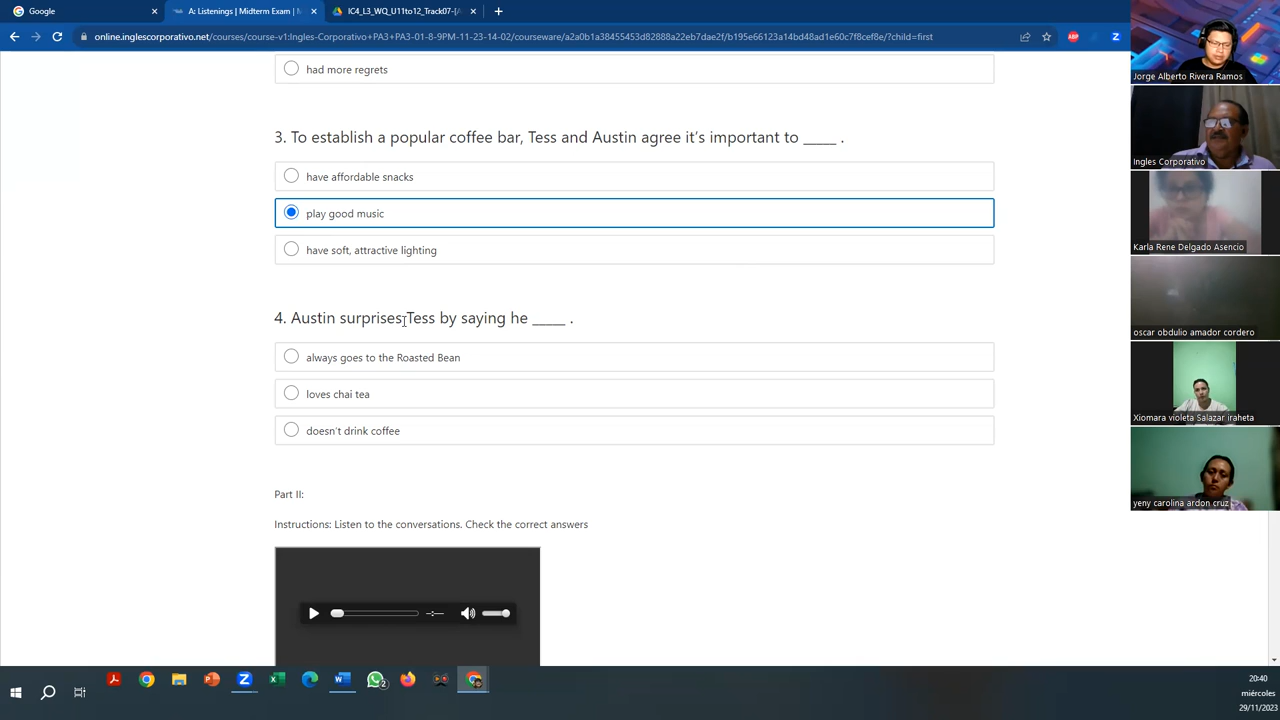 Google
A: Listenings | Midterm Exam | M
IC4_L3_WQ_U11to12_Track07-[A
online.inglescorporativo.net/courses/course-v1:Ingles-Corporativo+PA3+PA3-01-8-9PM-11-23-14-02/courseware/a2a0b1a38455453d82888a22eb7dae2f/b195e66123a14bd48ad1e60c7f8cef8e/?child=first
ABP
Z
had more regrets
3. To establish a popular coffee bar, Tess and Austin agree it's important to _____ .
have affordable snacks
play good music
have soft, attractive lighting
4. Austin surprises Tess by saying he _____ .
always goes to the Roasted Bean
loves chai tea
doesn't drink coffee
Part II:
Instructions: Listen to the conversations. Check the correct answers
-:--
Jorge Alberto Rivera Ramos
Ingles Corporativo
Karla Rene Delgado Asencio
oscar obdulio amador cordero
Xiomara violeta Salazar iraheta
yeny carolina ardon cruz
2
20:40
miércoles
29/11/2023